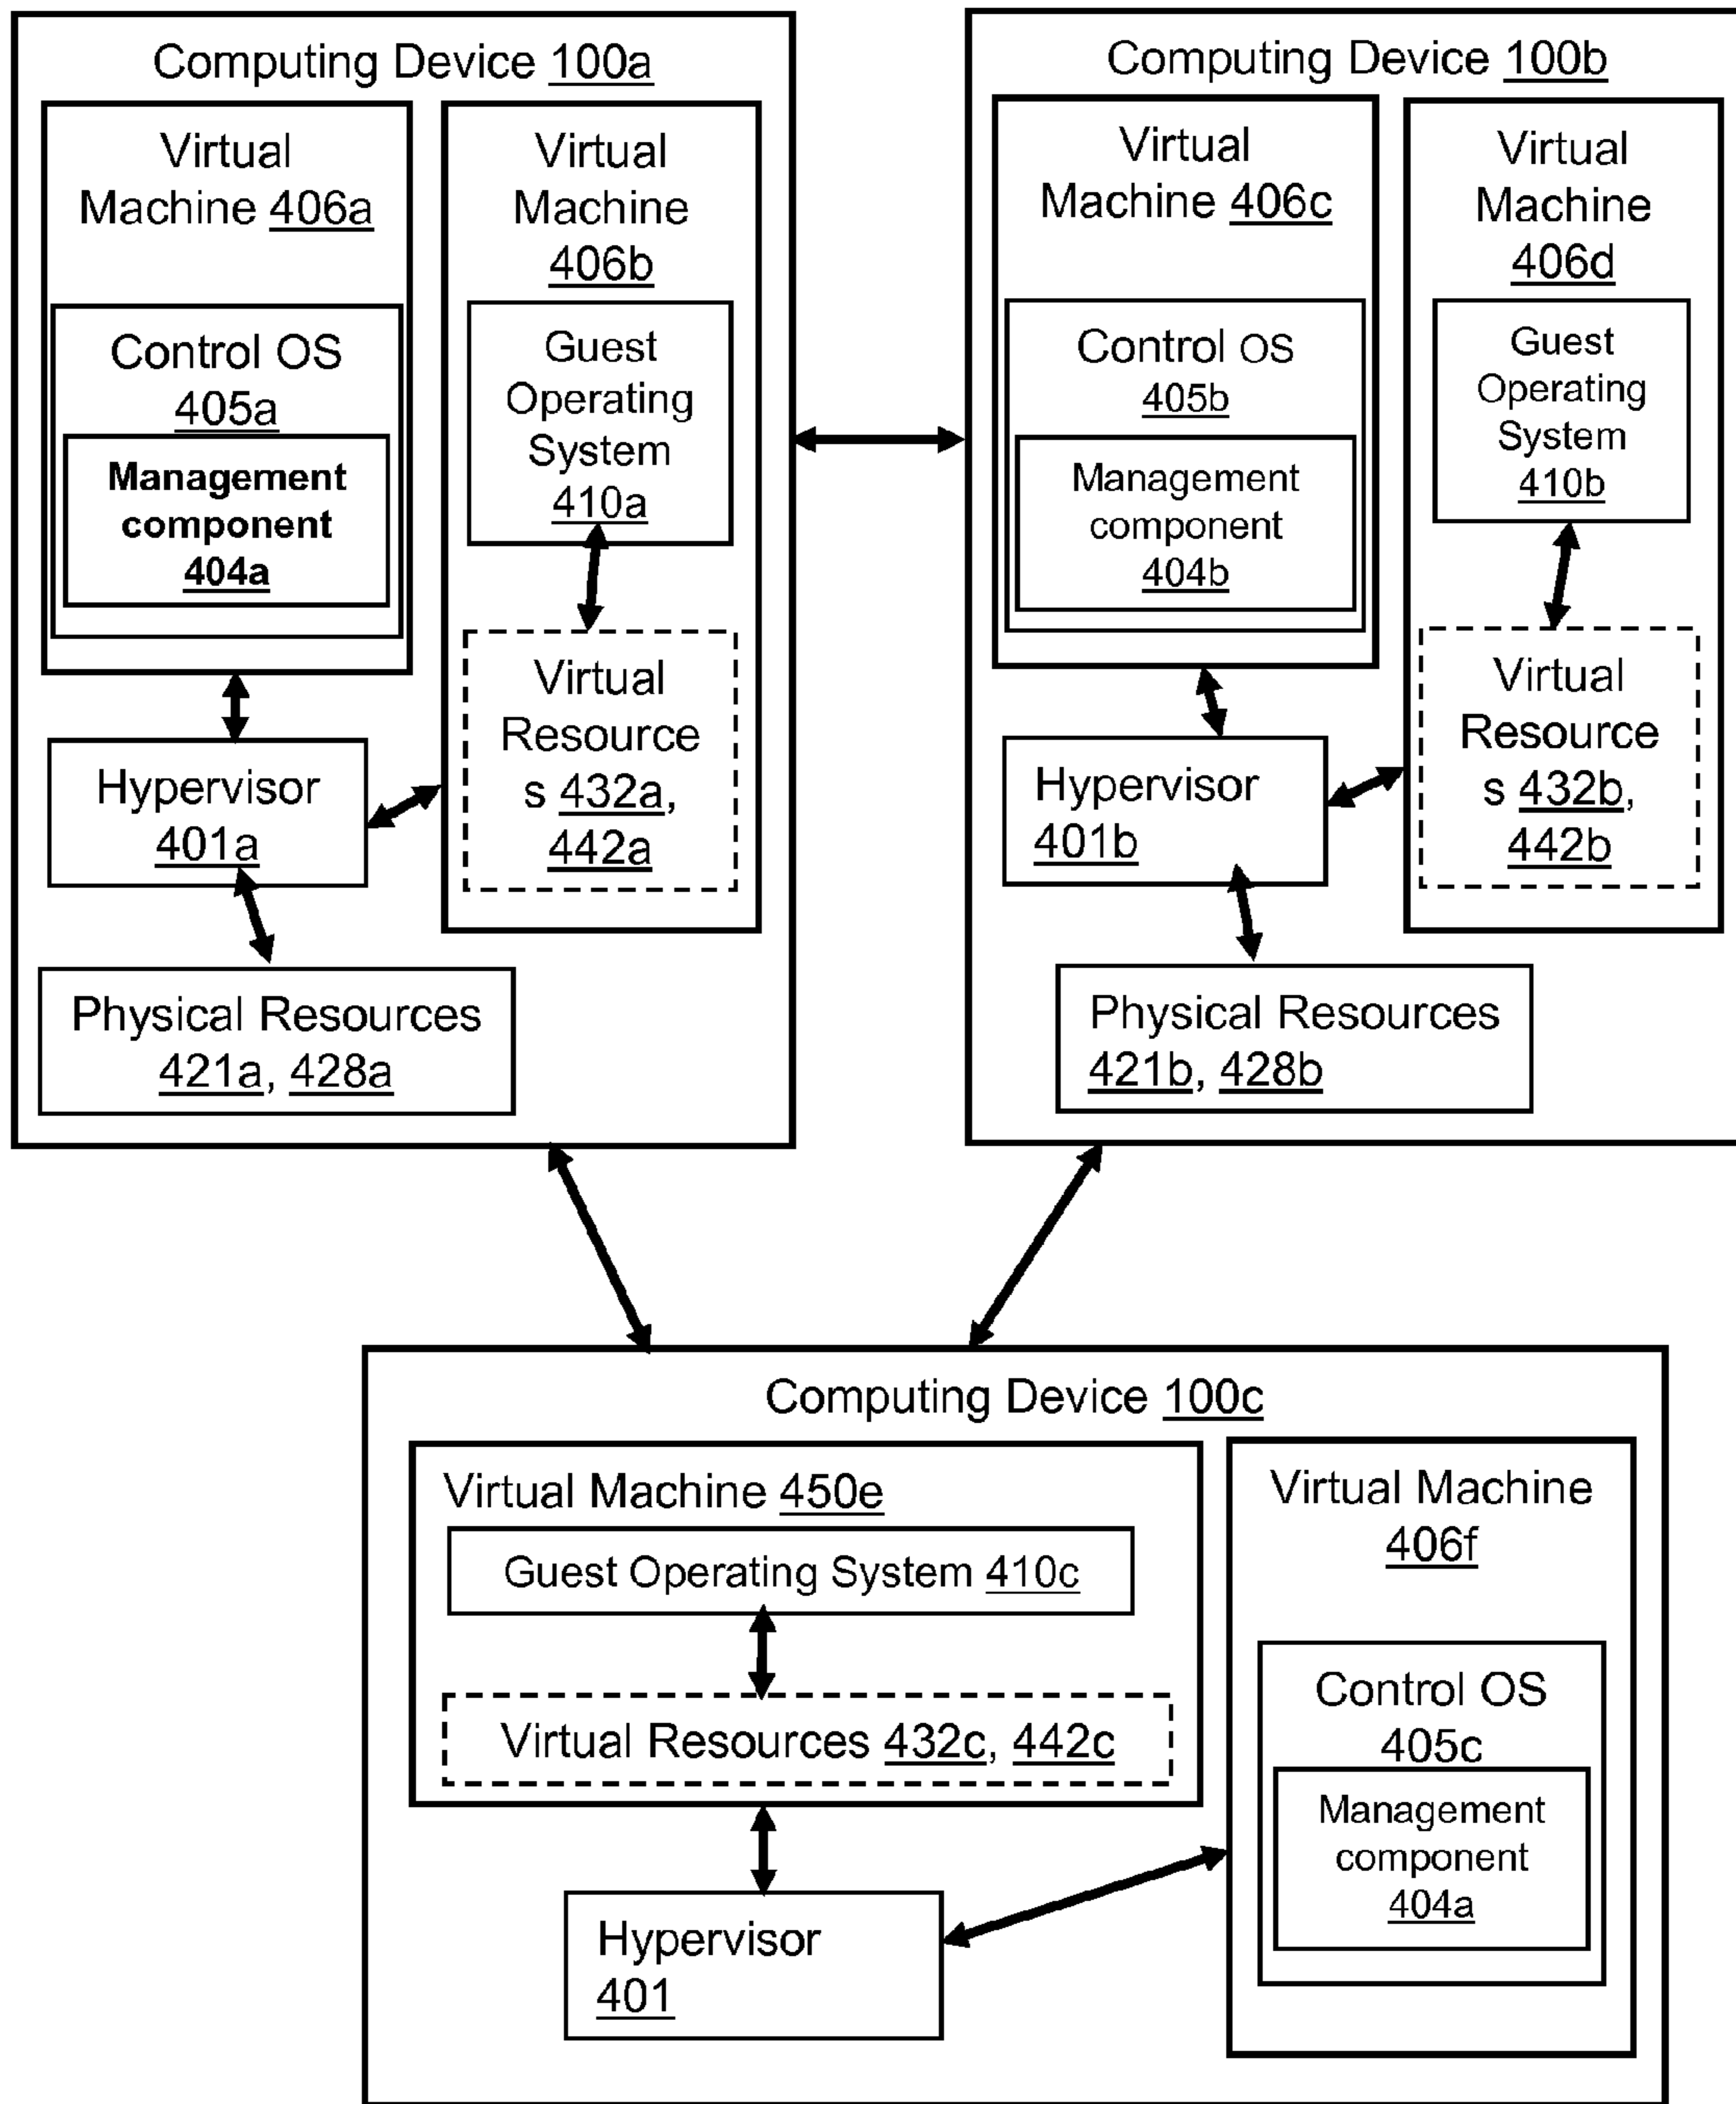 Computing Device 100a
Virtual
Machine 406a
Control OS
405a
Management
component
404a
Virtual
Machine
406b
Guest
Operating
System
410a
Virtual
Resource
s 432a,
442a
Hypervisor
401a
Physical Resources
421a, 428a
Computing Device 100b
Virtual
Machine 406c
Control OS
405b
Management
component
404b
Virtual
Machine
406d
Guest
Operating
System
410b
Virtual
Resource
s 432b,
442b
Hypervisor
401b
Physical Resources
421b, 428b
Computing Device 100c
Virtual Machine 450e
Guest Operating System 410c
Virtual Resources 432c, 442c
Hypervisor
401
Virtual Machine
406f
Control OS
405c
Management
component
404a